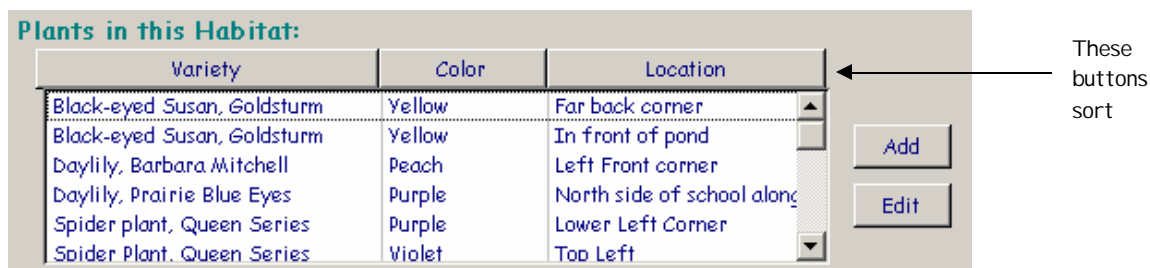 Plants in this Habitat:
Variety Color Location
Black-eyed Susan, Goldsturm Yellow Far back corner
Black-eyed Susan, Goldsturm Yellow In front of pond
Daylily, Barbara Mitchell Peach Left Front corner
Daylily, Prairie Blue Eyes Purple North side of school along
Spider plant, Queen Series Purple Lower Left Corner
Spider Plant, Queen Series Violet Top Left
Add
Edit
These
buttons
sort